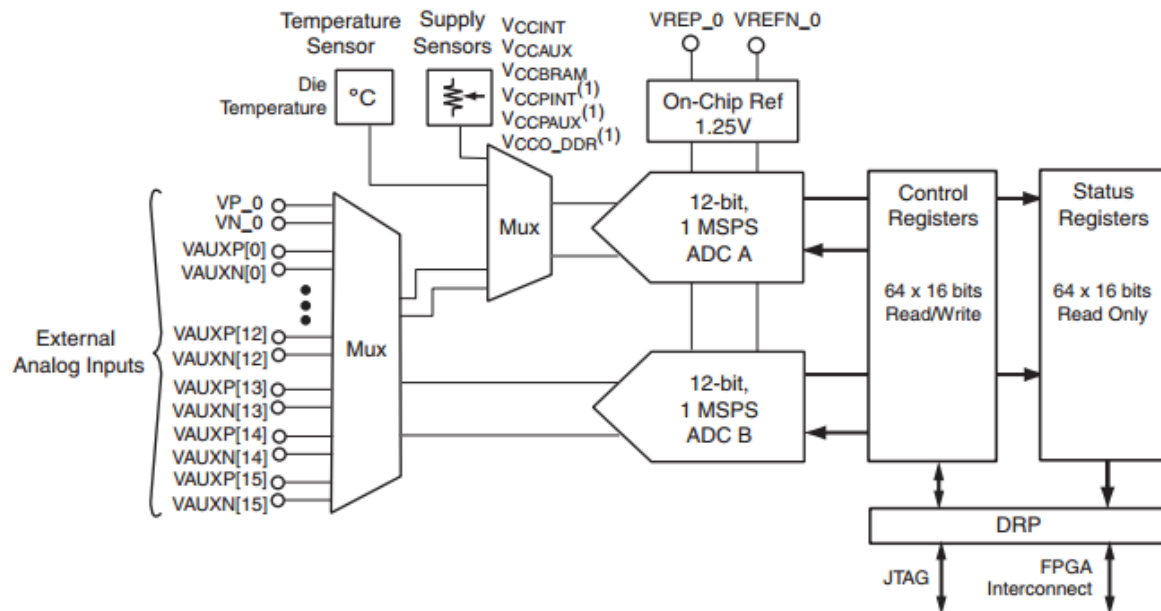 Temperature
Sensor
Supply
Sensors
VCCINT
VCCAUX
VCCBRAM
VCCPINT(1)
VCCPAUX(1)
VCCO_DDR(1)
VREP_0
VREFN_0
Die
Temperature
°C
On-Chip Ref
1.25V
VP_0
VN_0
VAUXP[0]
VAUXN[0]
VAUXP[12]
VAUXN[12]
VAUXP[13]
VAUXN[13]
VAUXP[14]
VAUXN[14]
VAUXP[15]
VAUXN[15]
External
Analog Inputs
Mux
Mux
12-bit,
1 MSPS
ADC A
12-bit,
1 MSPS
ADC B
Control
Registers
64 x 16 bits
Read/Write
Status
Registers
64 x 16 bits
Read Only
DRP
JTAG
FPGA
Interconnect